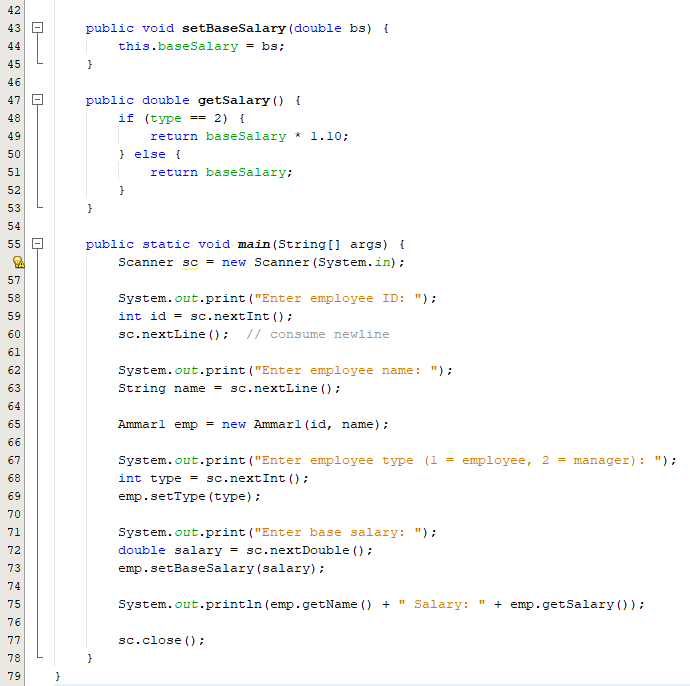 42
43 public void setBaseSalary(double bs) {
44 this.baseSalary = bs;
45 }
46
47 public double getSalary() {
48 if (type == 2) {
49 return baseSalary * 1.10;
50 } else {
51 return baseSalary;
52 }
53 }
54
55 public static void main(String[] args) {
Scanner sc = new Scanner(System.in);
57
58 System.out.print("Enter employee ID: ");
59 int id = sc.nextInt();
60 sc.nextLine(); // consume newline
61
62 System.out.print("Enter employee name: ");
63 String name = sc.nextLine();
64
65 Ammar1 emp = new Ammar1(id, name);
66
67 System.out.print("Enter employee type (1 = employee, 2 = manager): ");
68 int type = sc.nextInt();
69 emp.setType(type);
70
71 System.out.print("Enter base salary: ");
72 double salary = sc.nextDouble();
73 emp.setBaseSalary(salary);
74
75 System.out.println(emp.getName() + " Salary: " + emp.getSalary());
76
77 sc.close();
78 }
79 }